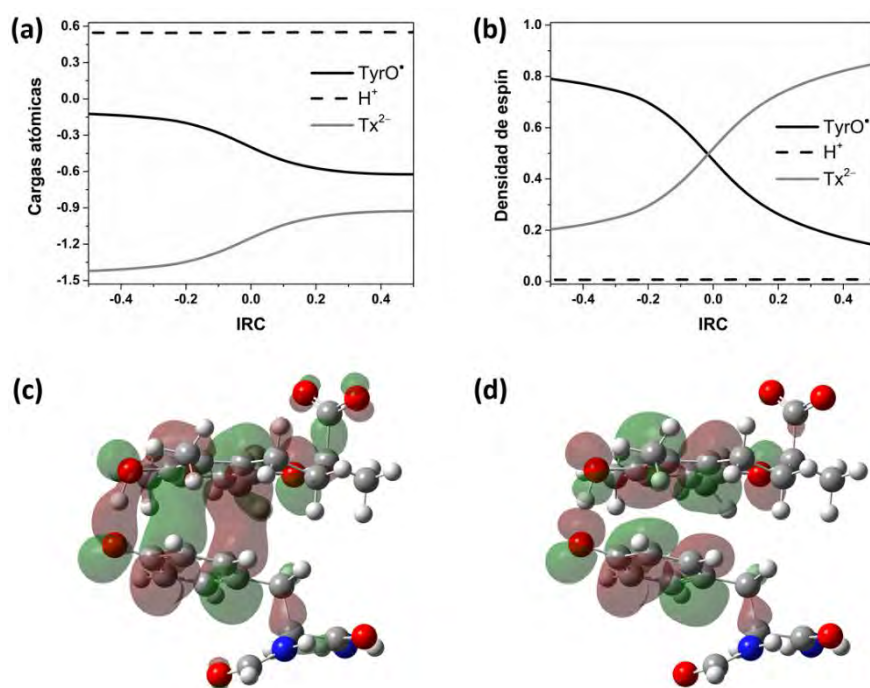 (a)
Cargas atómicas
0.6
0.3
0.0
-0.3
-0.6
-0.9
-1.2
-1.5
TyrO•
H⁺
Tx²⁻
-0.4 -0.2 0.0 0.2 0.4
IRC
(b)
Densidad de espín
1.0
0.8
0.6
0.4
0.2
0.0
TyrO•
H⁺
Tx²⁻
-0.4 -0.2 0.0 0.2 0.4
IRC
(c)
(d)